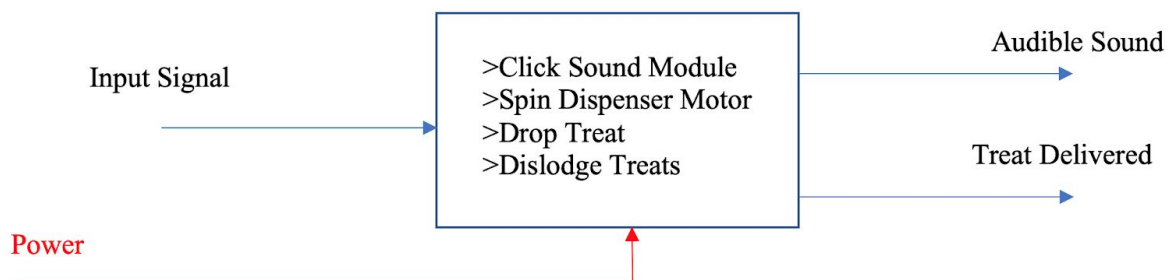 Audible Sound
Input Signal
>Click Sound Module
>Spin Dispenser Motor
>Drop Treat
>Dislodge Treats
Treat Delivered
Power